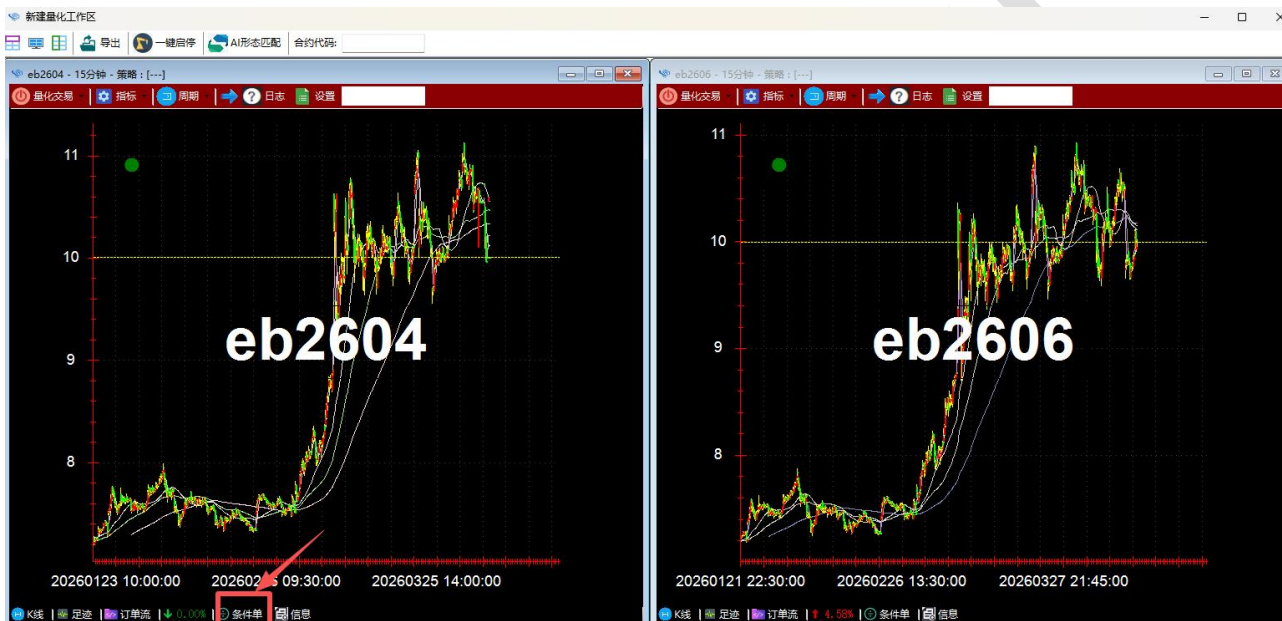 新建量化工作区
导出 一键启停 AI形态匹配 合约代码:
eb2604 - 15分钟 - 策略 : [---]
量化交易 指标 周期 日志 设置
11
10
9
8
eb2604
20260123 10:00:00 09:30:00 20260325 14:00:00
K线 足迹 订单流 0.00% 条件单 信息
eb2606 - 15分钟 - 策略 : [---]
量化交易 指标 周期 日志 设置
11
10
9
8
eb2606
20260121 22:30:00 20260226 13:30:00 20260327 21:45:00
K线 足迹 订单流 4.58% 条件单 信息